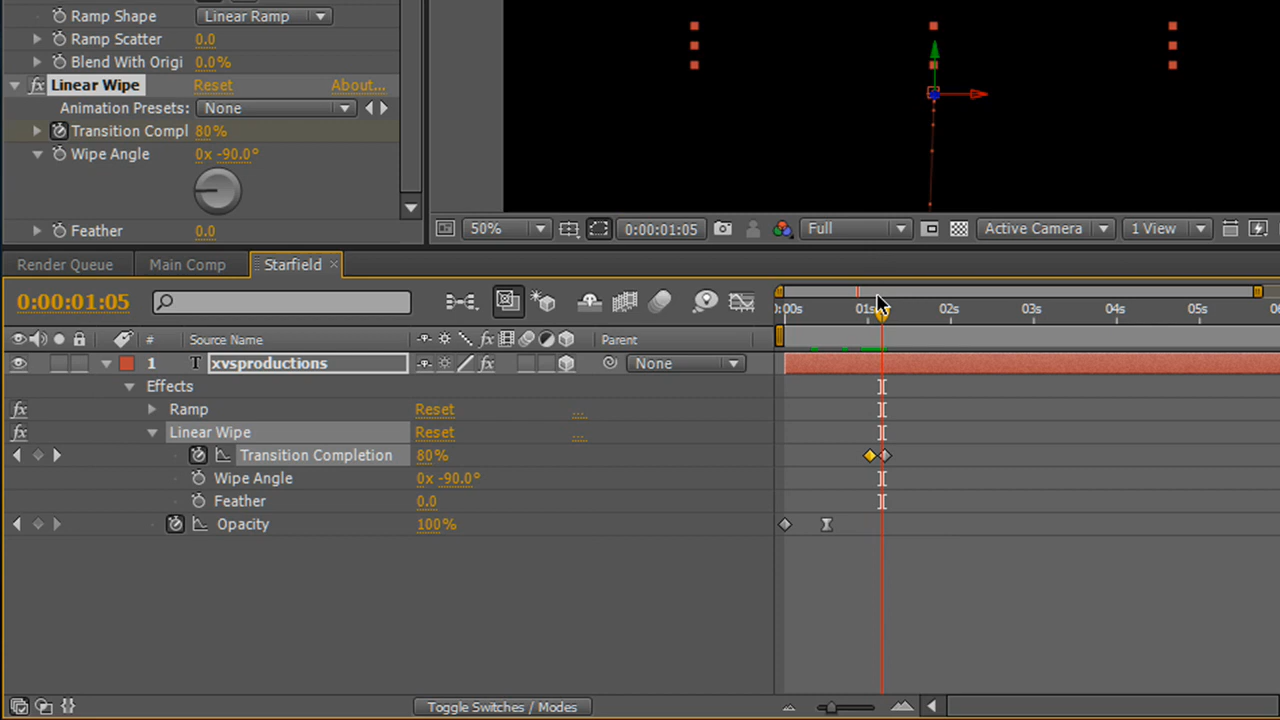 Ramp Shape Linear Ramp
Ramp Scatter 0.0
Blend With Origi 0.0%
fx Linear Wipe Reset About...
Animation Presets: None
Transition Compl 80%
Wipe Angle 0x -90.0°
Feather 0.0
50% 0:00:01:05 Full Active Camera 1 View
Render Queue Main Comp Starfield ×
0:00:01:05
0:00s 01s 02s 03s 04s 05s
# Source Name fx Parent
1 T xvsproductions fx None
Effects
fx Ramp Reset ...
fx Linear Wipe Reset ...
Transition Completion 80%
Wipe Angle 0x -90.0°
Feather 0.0
Opacity 100%
Toggle Switches / Modes